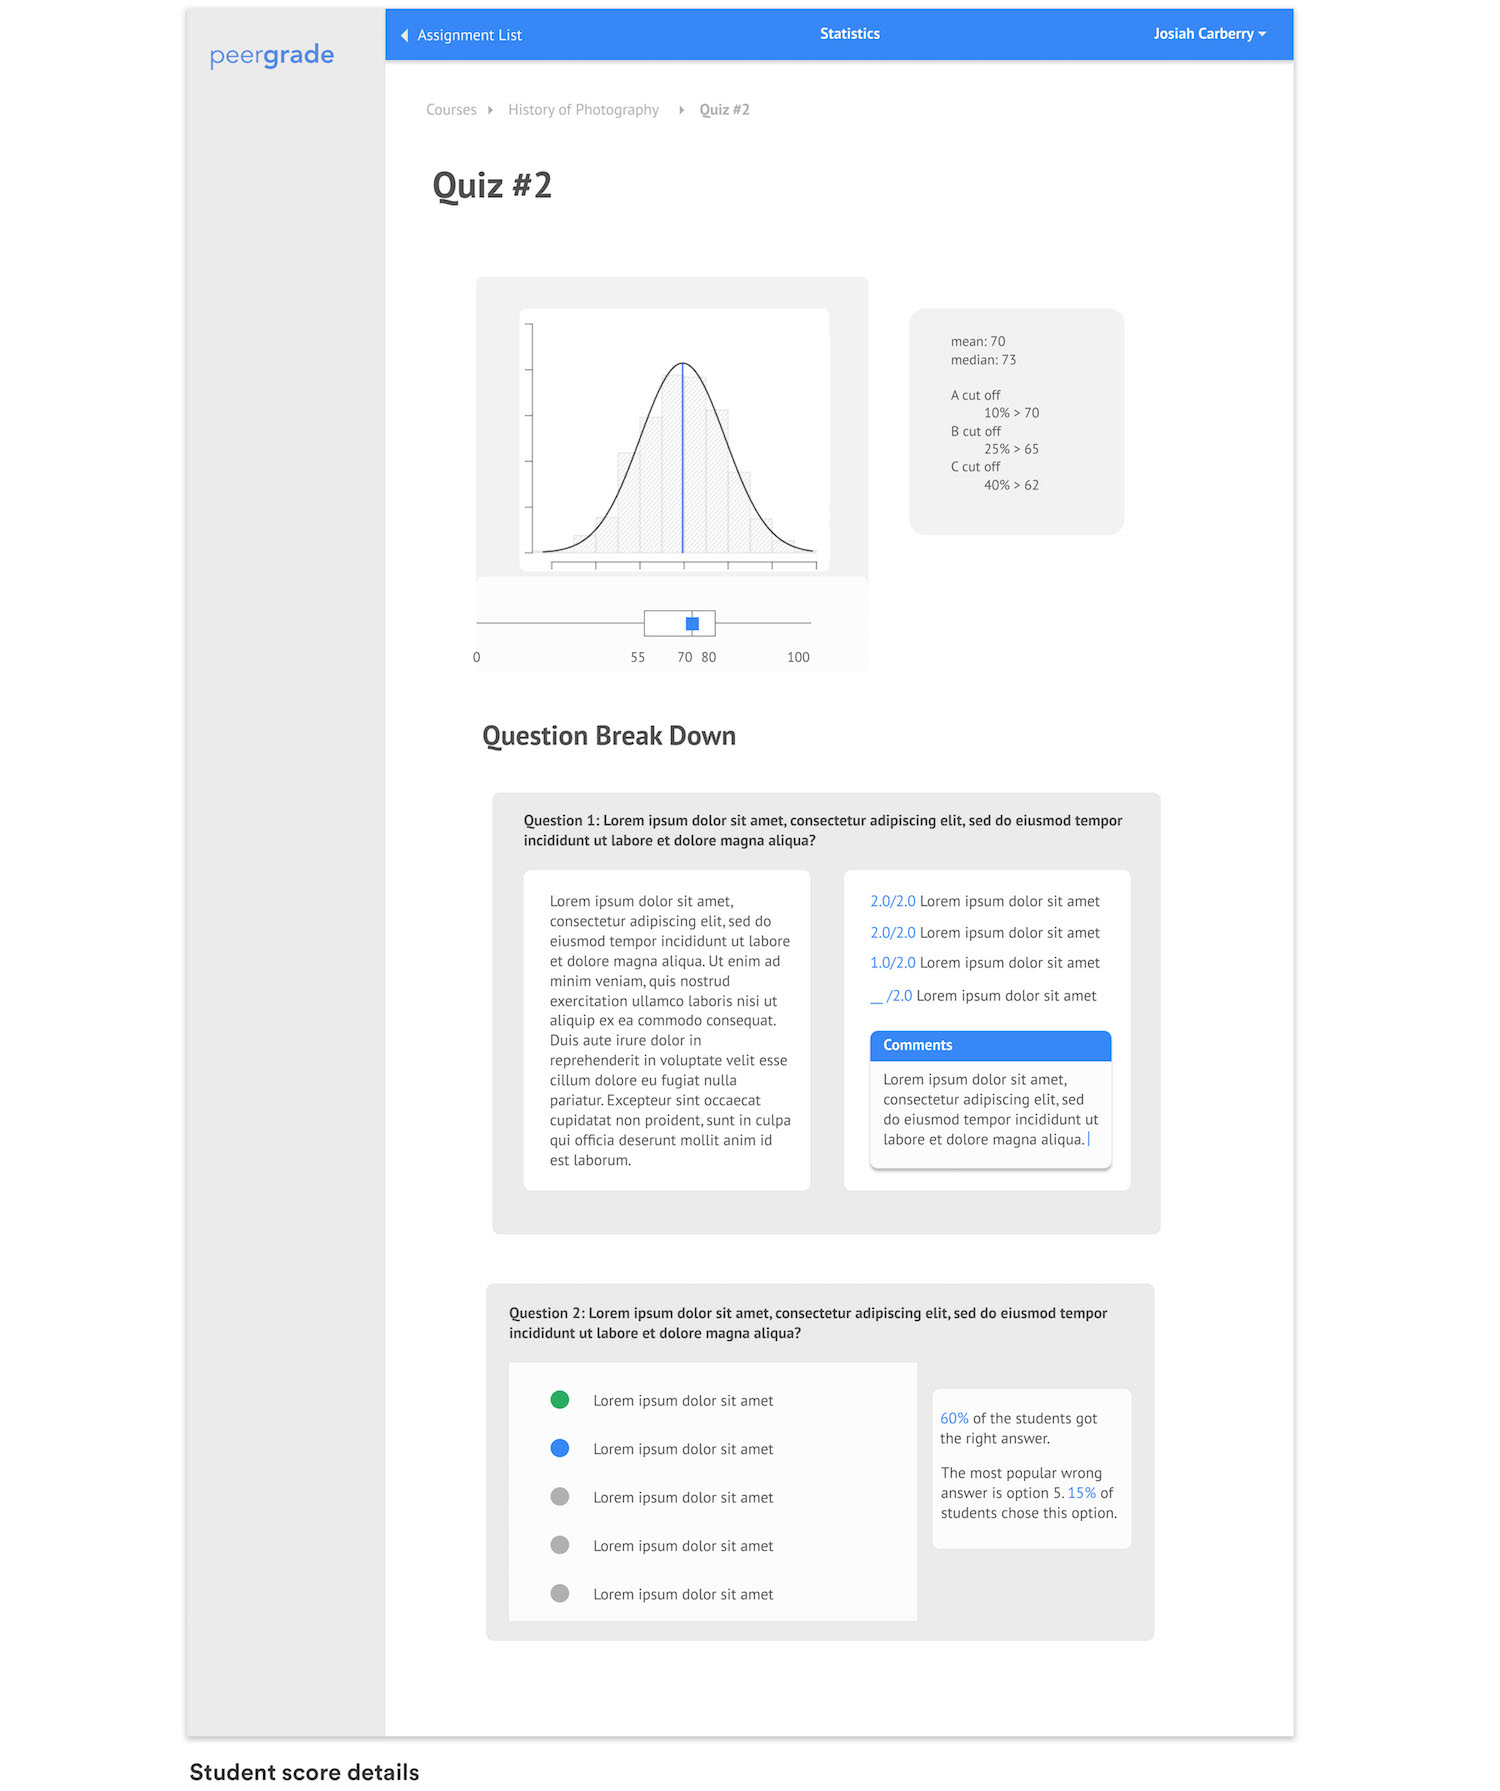 peergrade
Assignment List
Statistics
Josiah Carberry
Courses
History of Photography
Quiz #2
Quiz #2
mean: 70
median: 73
A cut off
10% > 70
B cut off
25% > 65
C cut off
40% > 62
0
55
70
80
100
Question Break Down
Question 1: Lorem ipsum dolor sit amet, consectetur adipiscing elit, sed do eiusmod tempor
incididunt ut labore et dolore magna aliqua?
Lorem ipsum dolor sit amet,
consectetur adipiscing elit, sed do
eiusmod tempor incididunt ut labore
et dolore magna aliqua. Ut enim ad
minim veniam, quis nostrud
exercitation ullamco laboris nisi ut
aliquip ex ea commodo consequat.
Duis aute irure dolor in
reprehenderit in voluptate velit esse
cillum dolore eu fugiat nulla
pariatur. Excepteur sint occaecat
cupidatat non proident, sunt in culpa
qui officia deserunt mollit anim id
est laborum.
2.0/2.0 Lorem ipsum dolor sit amet
2.0/2.0 Lorem ipsum dolor sit amet
1.0/2.0 Lorem ipsum dolor sit amet
__ /2.0 Lorem ipsum dolor sit amet
Comments
Lorem ipsum dolor sit amet,
consectetur adipiscing elit, sed
do eiusmod tempor incididunt ut
labore et dolore magna aliqua.
Question 2: Lorem ipsum dolor sit amet, consectetur adipiscing elit, sed do eiusmod tempor
incididunt ut labore et dolore magna aliqua?
Lorem ipsum dolor sit amet
Lorem ipsum dolor sit amet
Lorem ipsum dolor sit amet
Lorem ipsum dolor sit amet
Lorem ipsum dolor sit amet
60% of the students got
the right answer.
The most popular wrong
answer is option 5. 15% of
students chose this option.
Student score details